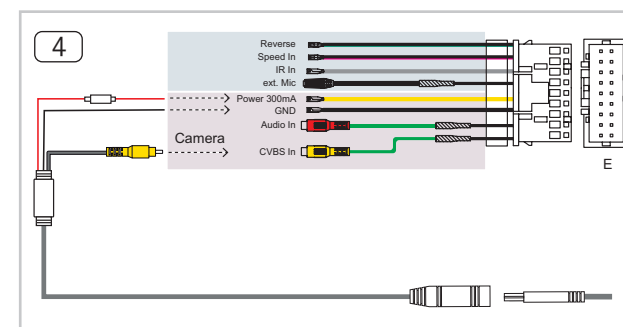 4
Reverse
Speed In
IR In
ext. Mic
Power 300mA
GND
Audio In
Camera
CVBS In
E